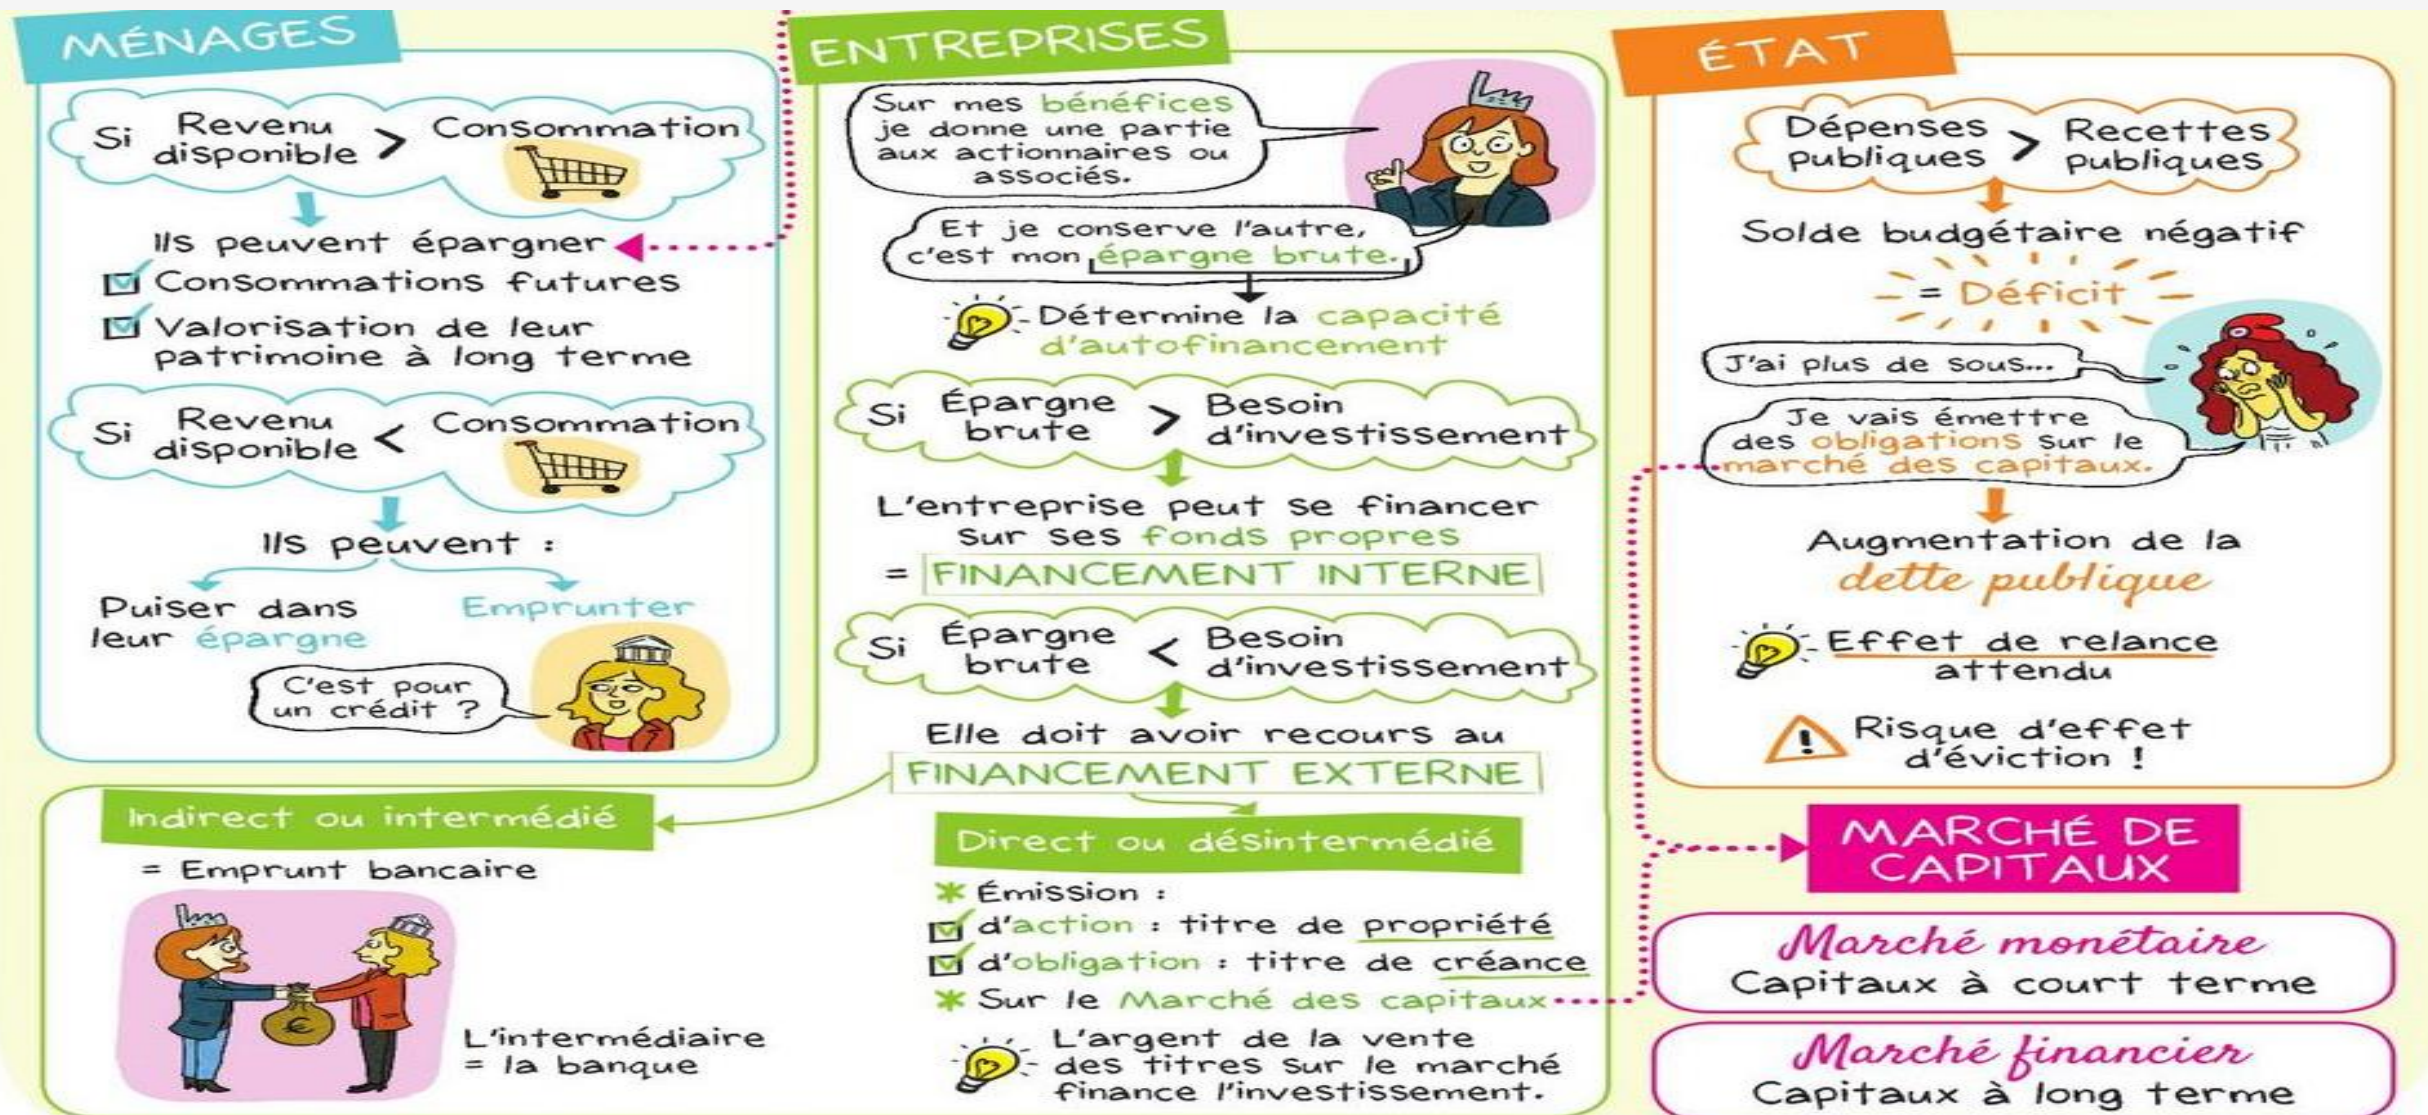 MÉNAGES
Si Revenu disponible > Consommation
Ils peuvent épargner
Consommations futures
Valorisation de leur
patrimoine à long terme
Si Revenu disponible < Consommation
Ils peuvent :
Puiser dans
leur épargne
Emprunter
C'est pour
un crédit ?
ENTREPRISES
Sur mes bénéfices
je donne une partie
aux actionnaires ou
associés.
Et je conserve l'autre,
c'est mon épargne brute.
Détermine la capacité
d'autofinancement
Si Épargne brute > Besoin d'investissement
L'entreprise peut se financer
sur ses fonds propres
= FINANCEMENT INTERNE
Si Épargne brute < Besoin d'investissement
Elle doit avoir recours au
FINANCEMENT EXTERNE
Indirect ou intermédié
= Emprunt bancaire
€
L'intermédiaire
= la banque
Direct ou désintermédié
* Émission :
d'action : titre de propriété
d'obligation : titre de créance
* Sur le Marché des capitaux
L'argent de la vente
des titres sur le marché
finance l'investissement.
ÉTAT
Dépenses publiques > Recettes publiques
Solde budgétaire négatif
= Déficit
J'ai plus de sous...
Je vais émettre
des obligations sur le
marché des capitaux.
Augmentation de la
dette publique
Effet de relance
attendu
! Risque d'effet
d'éviction !
MARCHÉ DE
CAPITAUX
Marché monétaire
Capitaux à court terme
Marché financier
Capitaux à long terme